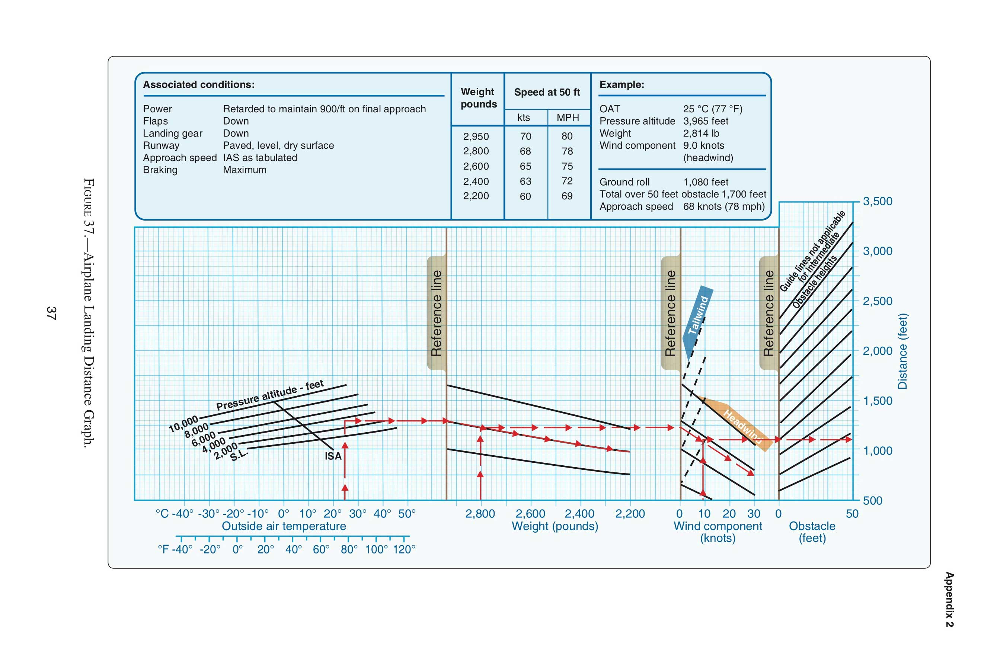 Associated conditions:
Power Retarded to maintain 900/ft on final approach
Flaps Down
Landing gear Down
Runway Paved, level, dry surface
Approach speed IAS as tabulated
Braking Maximum
Weight pounds
Speed at 50 ft
kts MPH
2,950 70 80
2,800 68 78
2,600 65 75
2,400 63 72
2,200 60 69
Example:
OAT 25 °C (77 °F)
Pressure altitude 3,965 feet
Weight 2,814 lb
Wind component 9.0 knots
(headwind)
Ground roll 1,080 feet
Total over 50 feet obstacle 1,700 feet
Approach speed 68 knots (78 mph)
Reference line
Reference line
Reference line
Tailwind
Headwind
Guide lines not applicable
for Intermediate
Obstacle heights
Pressure altitude - feet
10,000
8,000
6,000
4,000
2,000
S.L.
ISA
3,500
3,000
2,500
2,000
1,500
1,000
500
Distance (feet)
°C -40° -30° -20° -10° 0° 10° 20° 30° 40° 50°
Outside air temperature
°F -40° -20° 0° 20° 40° 60° 80° 100° 120°
2,800 2,600 2,400 2,200
Weight (pounds)
0 10 20 30
Wind component
(knots)
0 50
Obstacle
(feet)
FIGURE 37.—Airplane Landing Distance Graph.
37
Appendix 2